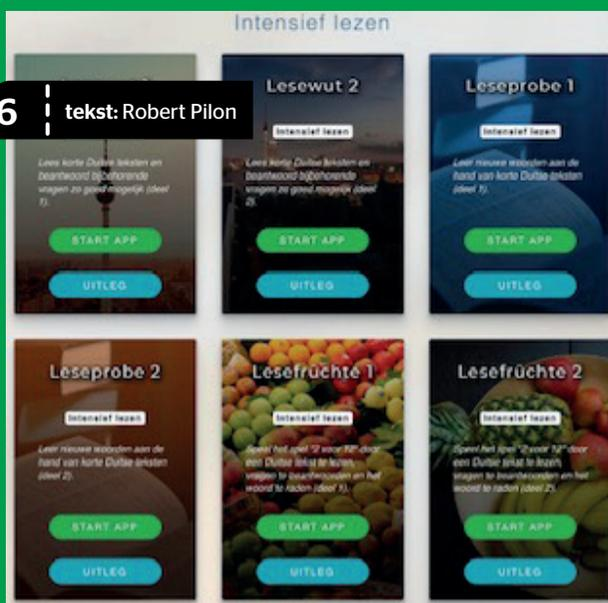 Intensief lezen
6
tekst: Robert Pilon
Lees korte Duitse teksten en
beantwoord bijbehorende
vragen zo goed mogelijk (deel
1).
START APP
UITLEG
Lesewut 2
Intensief lezen
Lees korte Duitse teksten en
beantwoord bijbehorende
vragen zo goed mogelijk (deel
2).
START APP
UITLEG
Leseprobe 1
Intensief lezen
Leer nieuwe woorden aan de
hand van korte Duitse teksten
(deel 1).
START APP
UITLEG
Leseprobe 2
Intensief lezen
Leer nieuwe woorden aan de
hand van korte Duitse teksten
(deel 2).
START APP
UITLEG
Lesefrüchte 1
Intensief lezen
Speel het spel "2 voor 12" door
een Duitse tekst te lezen,
vragen te beantwoorden en het
woord te raden (deel 1).
START APP
UITLEG
Lesefrüchte 2
Intensief lezen
Speel het spel "2 voor 12" door
een Duitse tekst te lezen,
vragen te beantwoorden en het
woord te raden (deel 2).
START APP
UITLEG